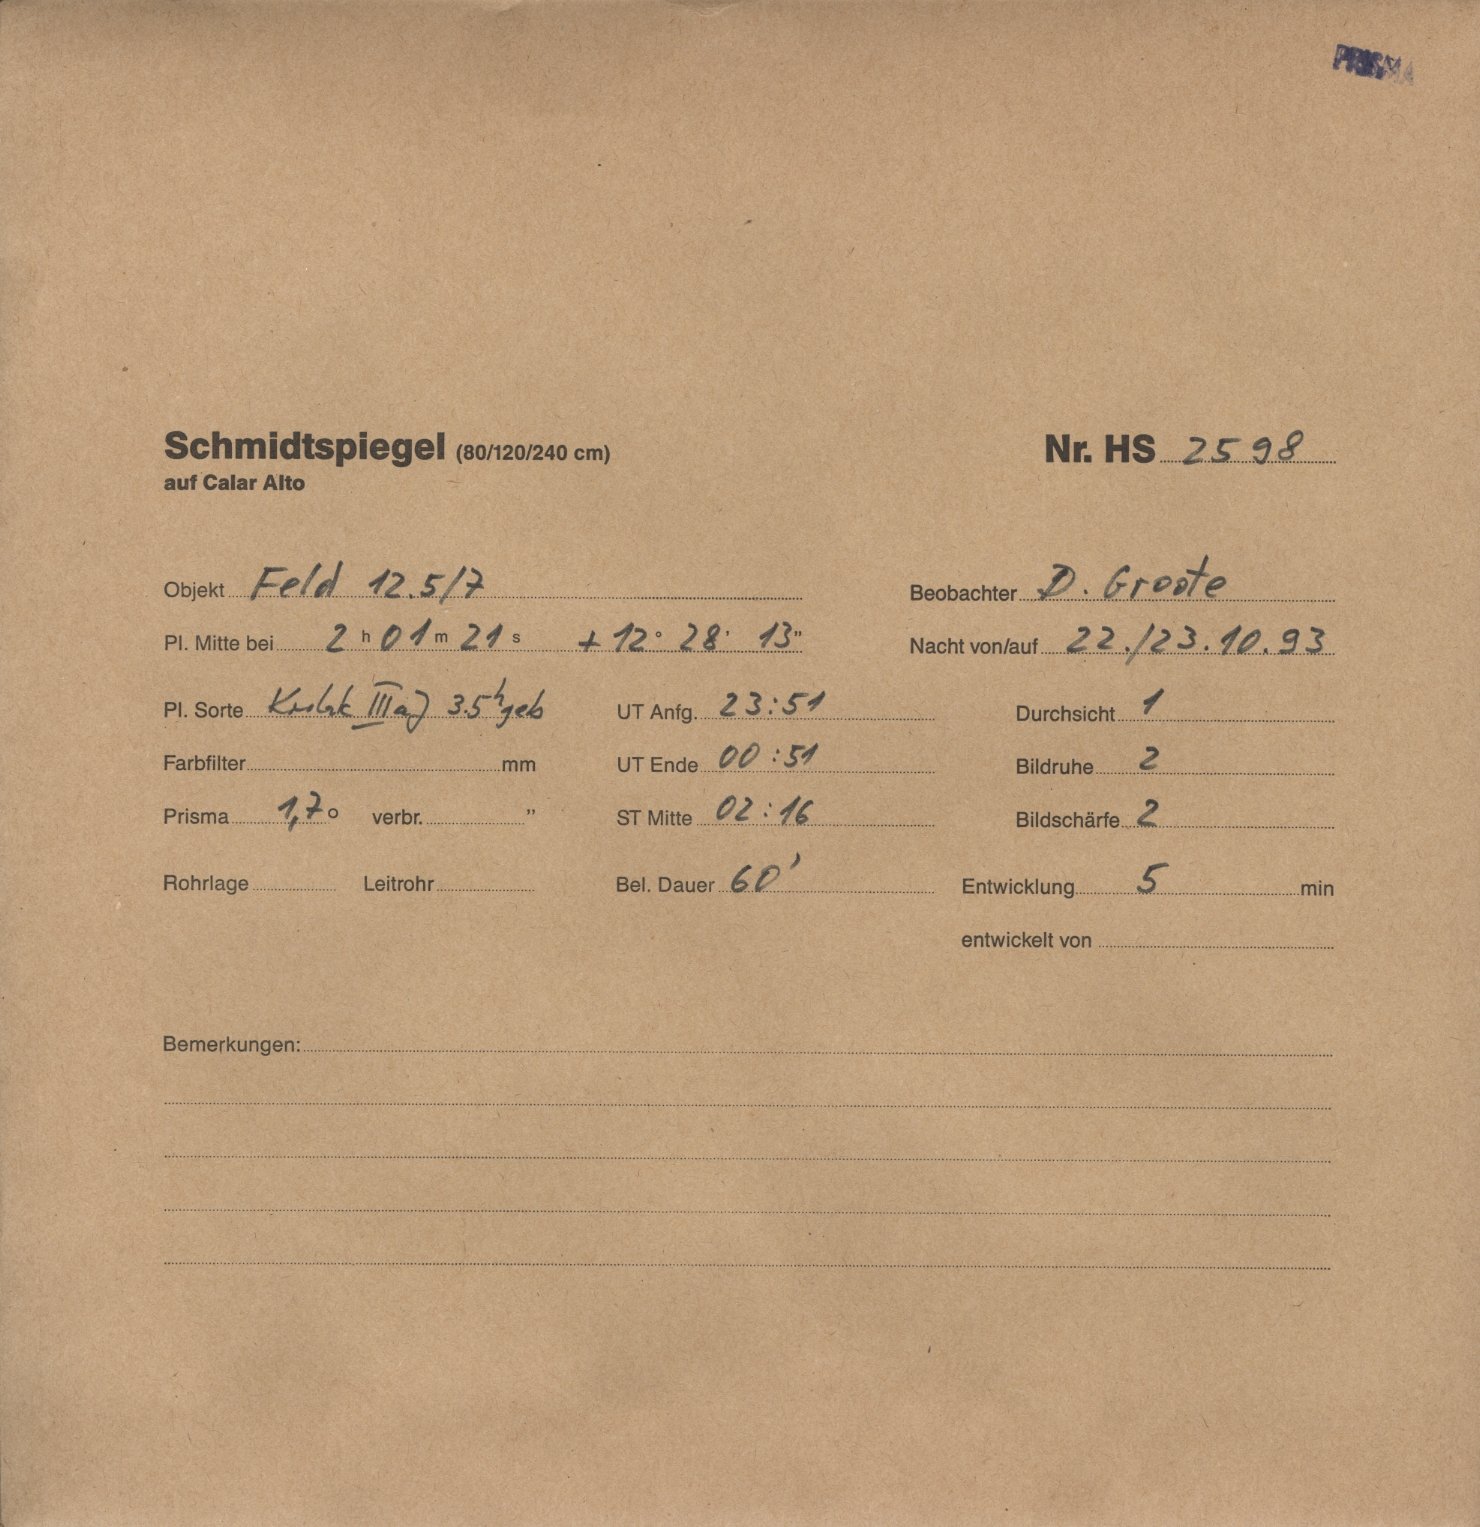 PRISMA
Schmidtspiegel (80/120/240 cm) Nr. HS 2598
auf Calar Alto
Objekt Feld 12.5/7 Beobachter D. Groote
Pl. Mitte bei 2 h 01 m 21 s +12° 28' 13" Nacht von/auf 22./23.10.93
Pl. Sorte Kodak IIIaJ 3.5h geb UT Anfg. 23:51 Durchsicht 1
Farbfilter mm UT Ende 00:51 Bildruhe 2
Prisma 1,7° verbr. " ST Mitte 02:16 Bildschärfe 2
Rohrlage Leitrohr Bel. Dauer 60' Entwicklung 5 min
entwickelt von
Bemerkungen: